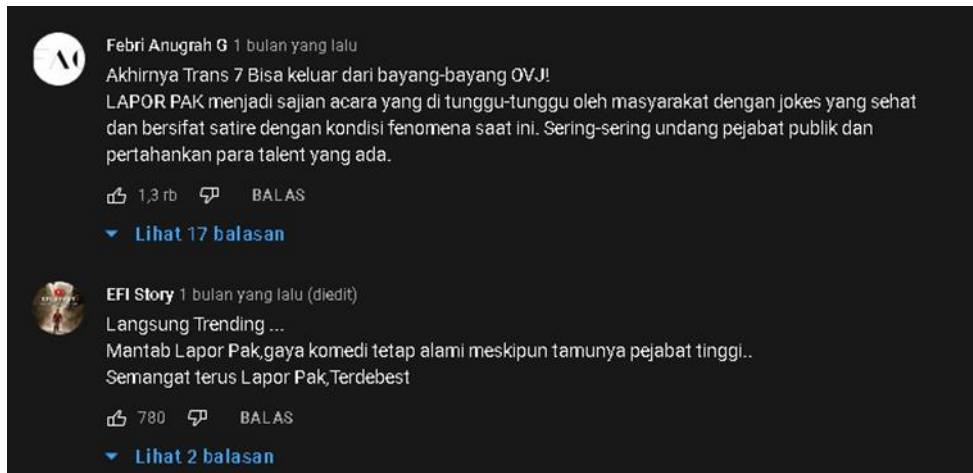 Febri Anugrah G 1 bulan yang lalu
Akhirnya Trans 7 Bisa keluar dari bayang-bayang OVJ!
LAPOR PAK menjadi sajian acara yang di tunggu-tunggu oleh masyarakat dengan jokes yang sehat
dan bersifat satire dengan kondisi fenomena saat ini. Sering-sering undang pejabat publik dan
pertahankan para talent yang ada.
1,3 rb BALAS
Lihat 17 balasan
EFI Story 1 bulan yang lalu (diedit)
Langsung Trending ...
Mantab Lapor Pak,gaya komedi tetap alami meskipun tamunya pejabat tinggi..
Semangat terus Lapor Pak,Terdebest
780 BALAS
Lihat 2 balasan